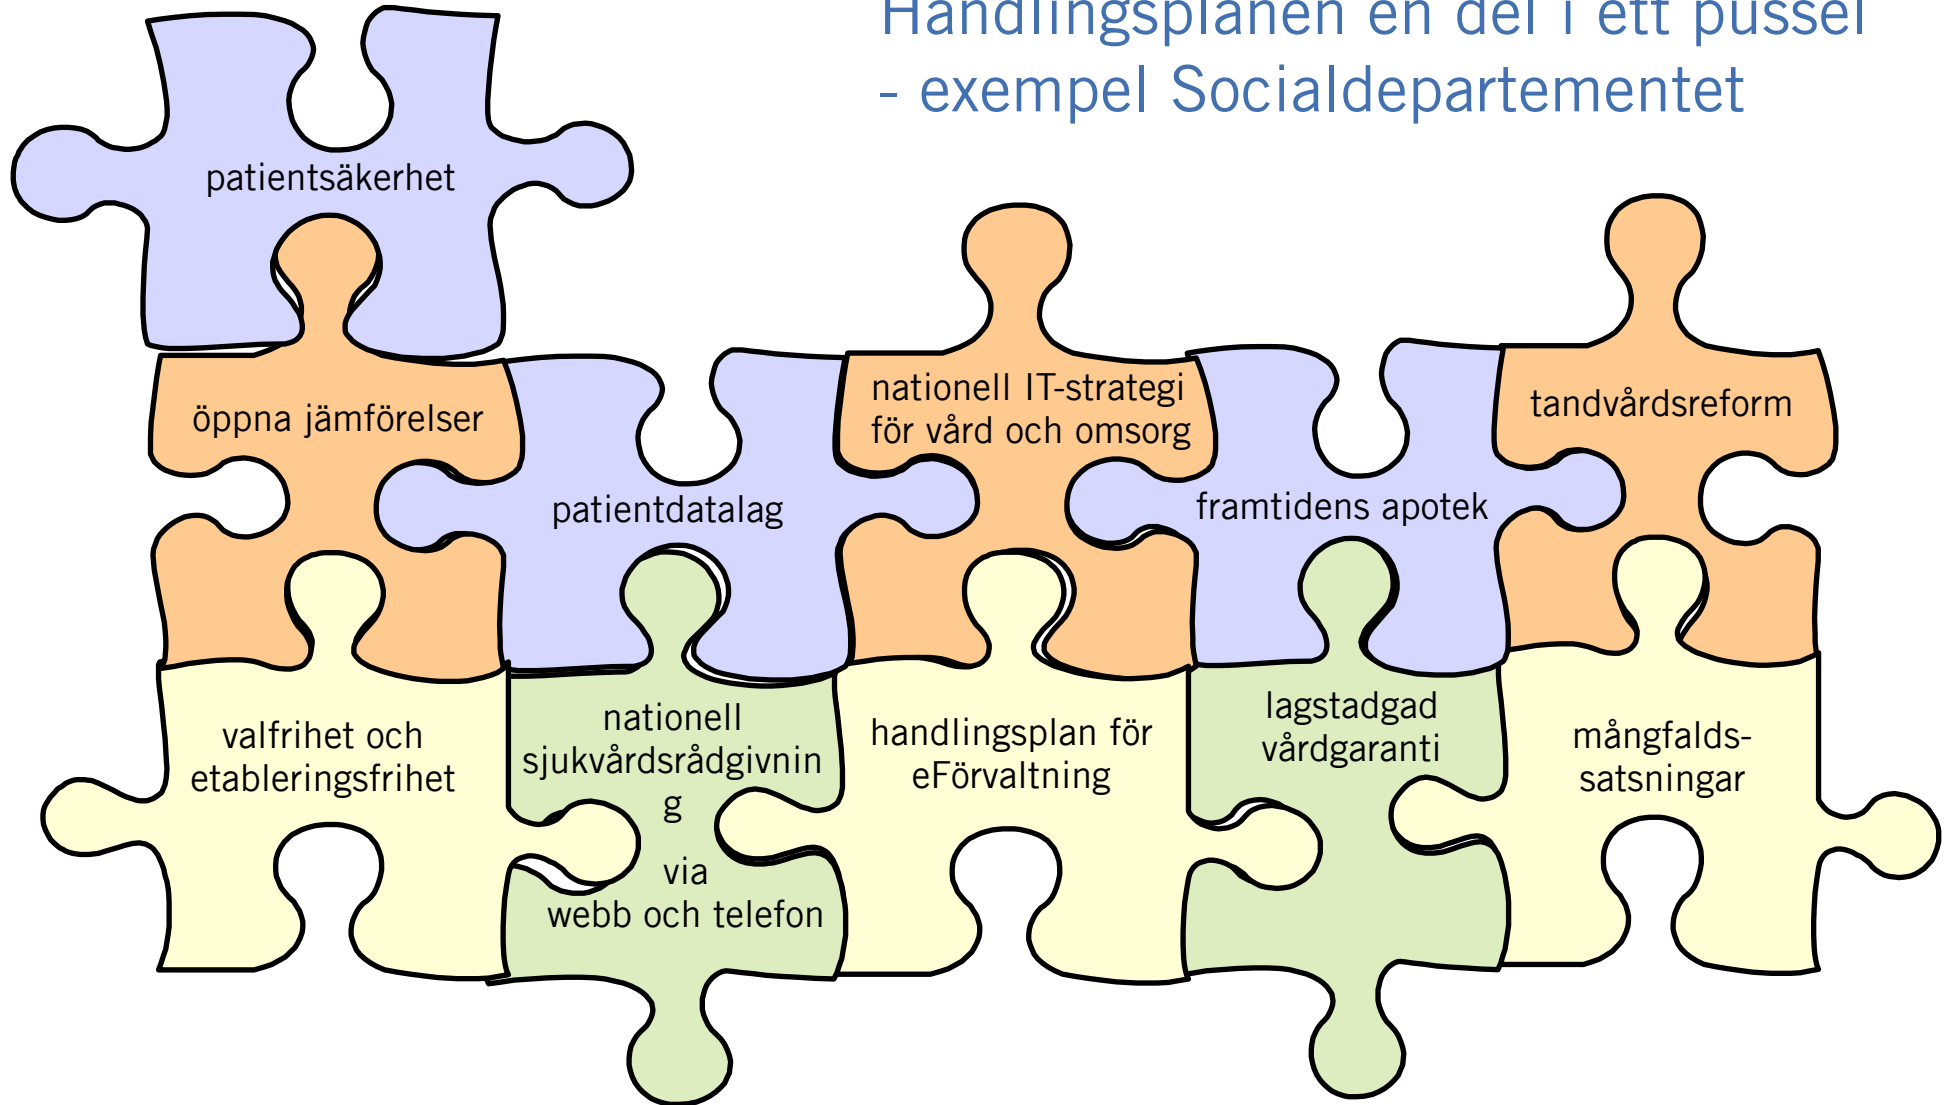 Handlingsplanen en del i ett pussel
- exempel Socialdepartementet
patientsäkerhet
öppna jämförelser
patientdatalag
nationell IT-strategi
för vård och omsorg
framtidens apotek
tandvårdsreform
valfrihet och
etableringsfrihet
nationell
sjukvårdsrådgivnin
g
via
webb och telefon
handlingsplan för
eFörvaltning
lagstadgad
vårdgaranti
mångfalds-
satsningar